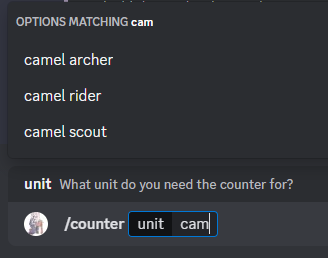 OPTIONS MATCHING cam
camel archer
camel rider
camel scout
unit What unit do you need the counter for?
/counter unit cam